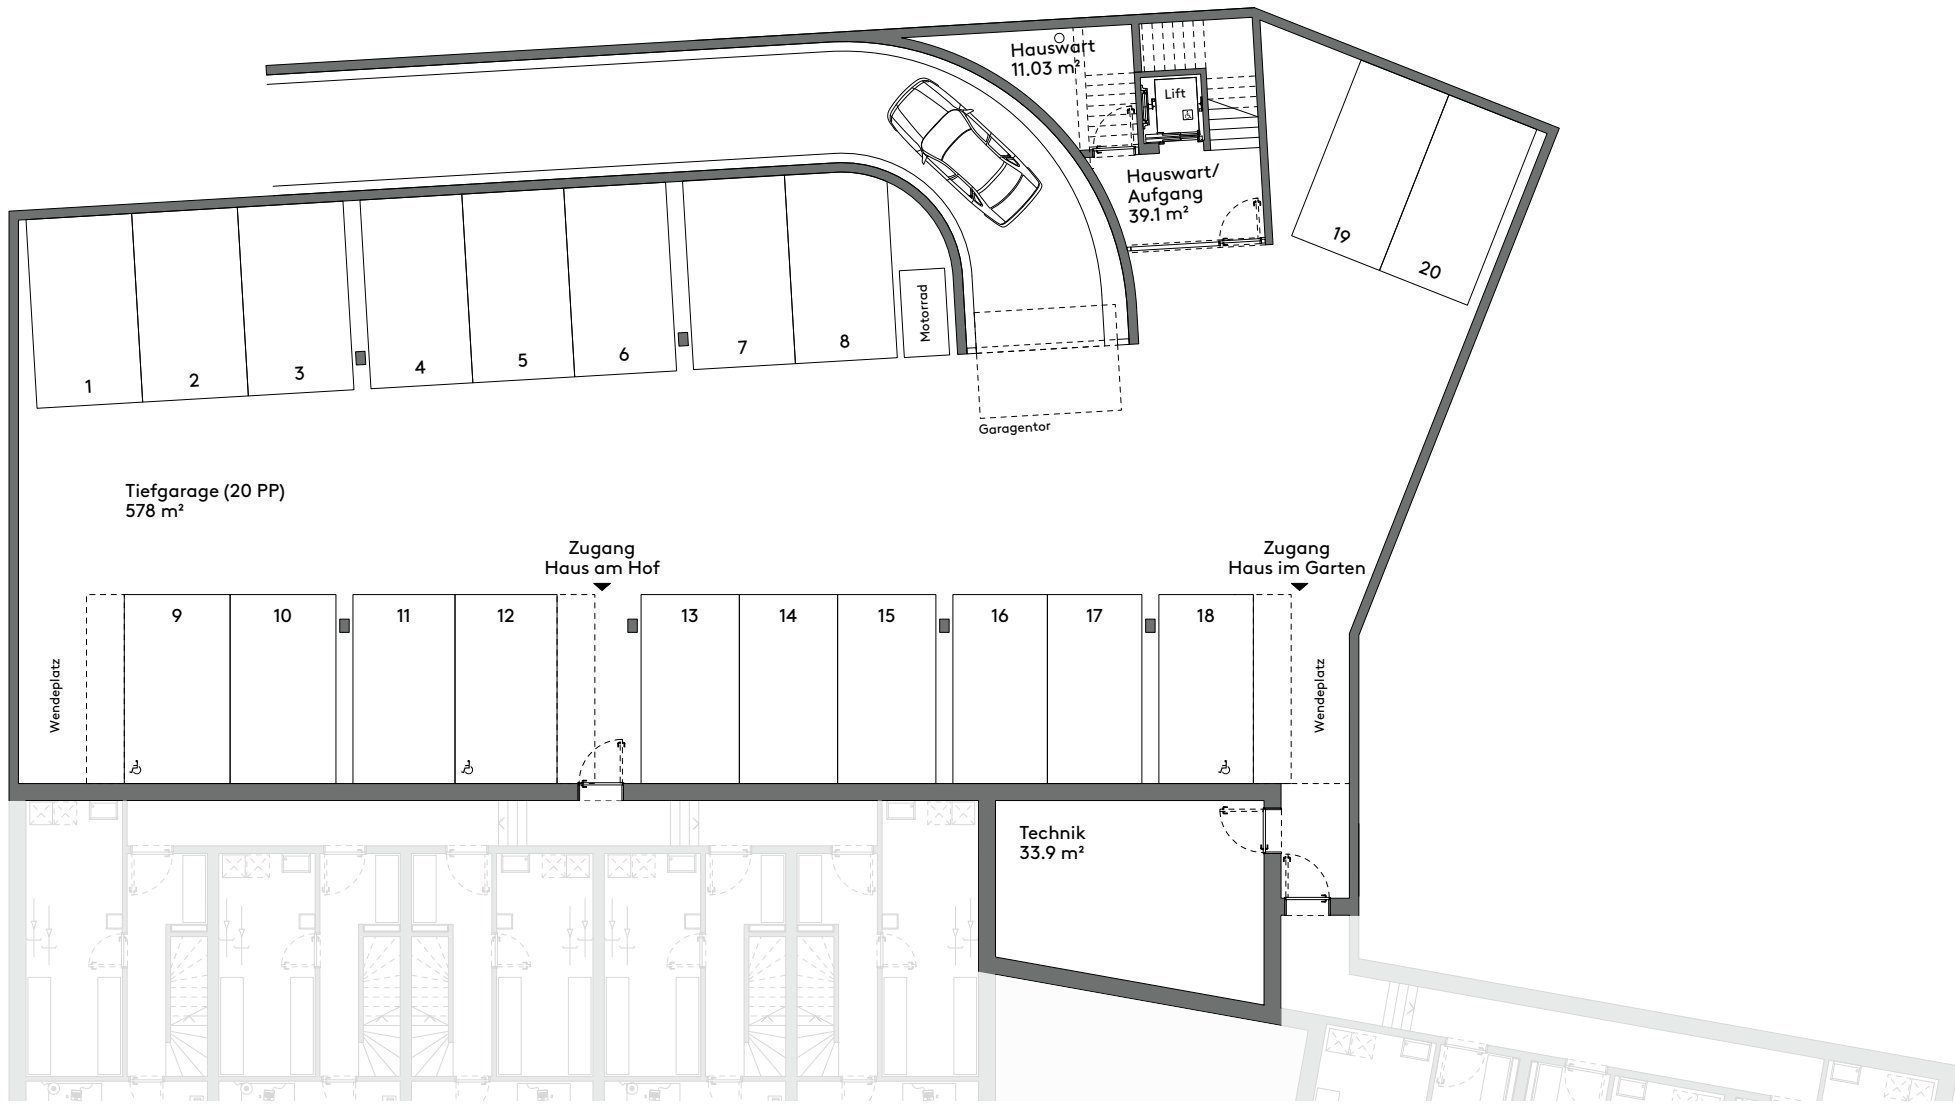 Hauswart
11.03 m²
Lift
Hauswart/
Aufgang
39.1 m²
19
20
Motorrad
1
2
3
4
5
6
7
8
Garagentor
Tiefgarage (20 PP)
578 m²
Zugang
Haus am Hof
Zugang
Haus im Garten
9
10
11
12
13
14
15
16
17
18
Wendeplatz
Wendeplatz
Technik
33.9 m²